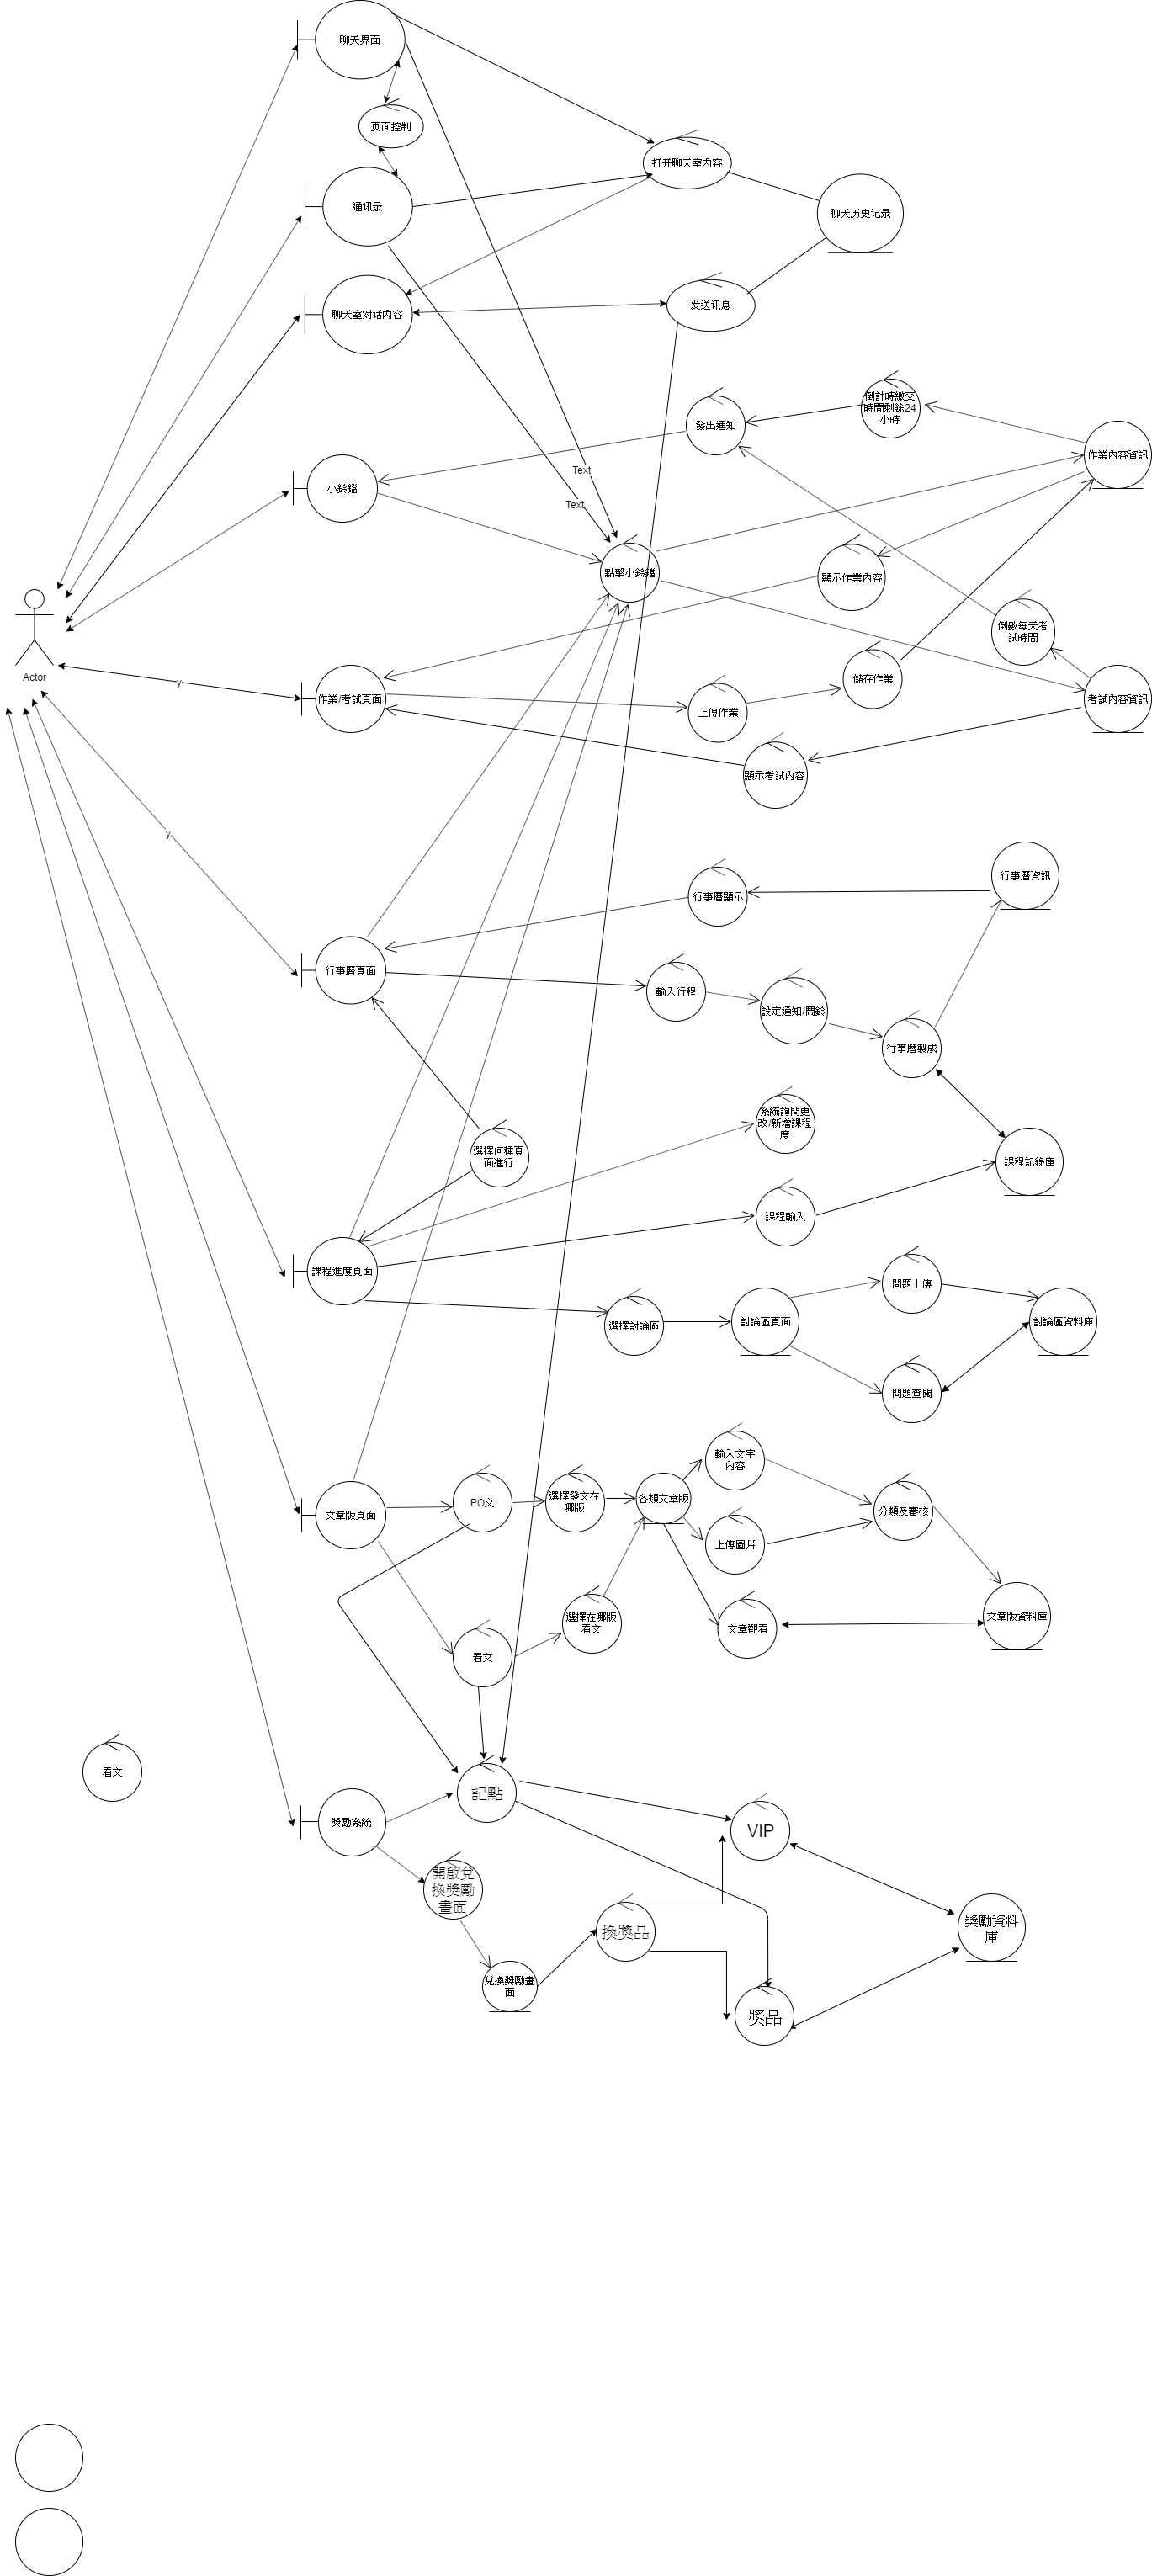 聊天界面
页面控制
打开聊天室内容
通讯录
聊天历史记录
聊天室对话内容
发送讯息
倒計時繳交
時間剩餘24
小時
發出通知
作業內容資訊
Text
小鈴鐺
Text
點擊小鈴鐺
顯示作業內容
倒數每天考
試時間
Actor
儲存作業
y
作業/考試頁面
考試內容資訊
上傳作業
顯示考試內容
y
行事曆資訊
行事曆顯示
行事曆頁面
輸入行程
設定通知/鬧鈴
行事曆製成
系統詢問更
改/新增課程
度
選擇何種頁
面進行
課程記錄庫
課程輸入
課程進度頁面
問題上傳
選擇討論區
討論區頁面
討論區資料庫
問題查閱
輸入文字
內容
PO文
選擇發文在
哪版
各類文章版
分類及審核
文章版頁面
上傳圖片
選擇在哪版
看文
文章觀看
文章版資料庫
看文
看文
記點
獎勵系統
VIP
開啟兌
換獎勵
畫面
換獎品
獎勵資料
庫
兌換獎勵畫
面
獎品